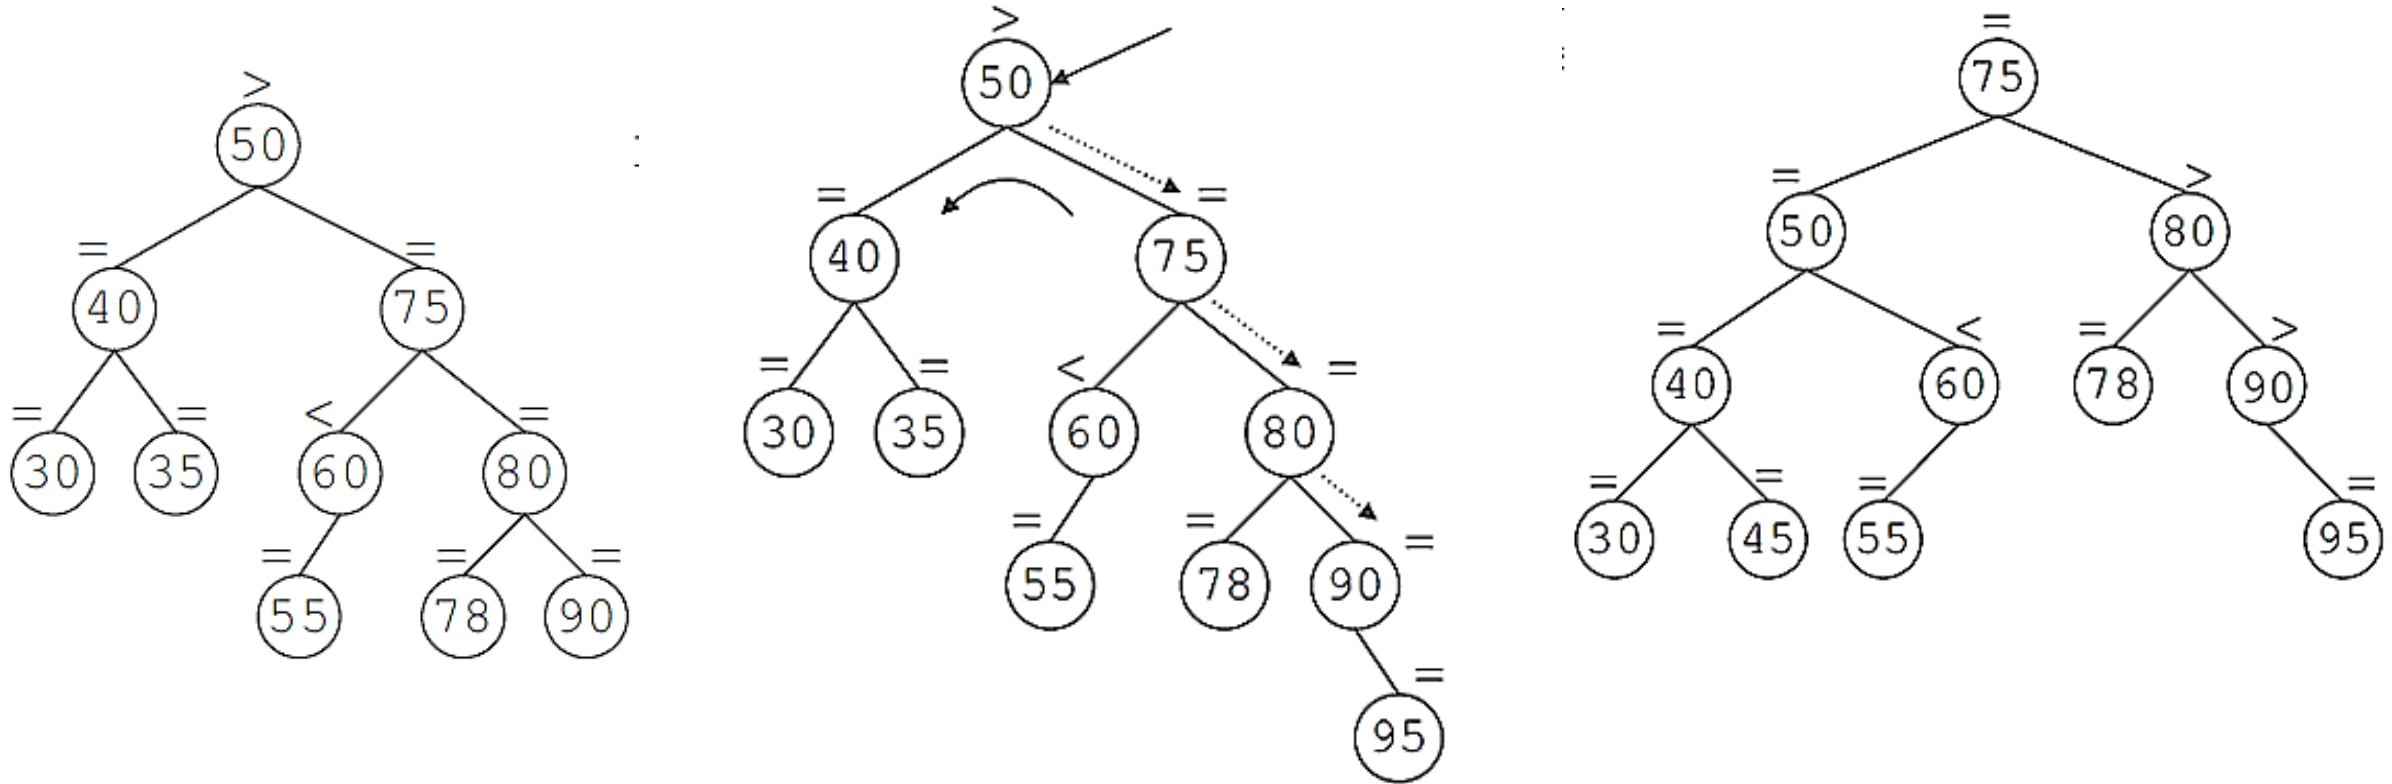 >
50
= =
40 75
= = < =
30 35 60 80
= = =
55 78 90
>
50
= =
40 75
= = < =
30 35 60 80
= = =
55 78 90
=
95
=
75
= >
50 80
= < = >
40 60 78 90
= = = =
30 45 55 95